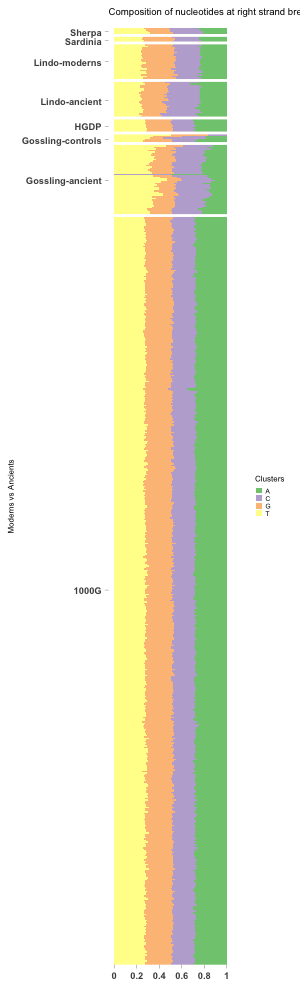 Composition of nucleotides at right strand bre
Sherpa
Sardinia
Lindo-moderns
Lindo-ancient
HGDP
Gossling-controls
Gossling-ancient
Moderns vs Ancients
Clusters
A
C
G
T
1000G
0 0.2 0.4 0.6 0.8 1